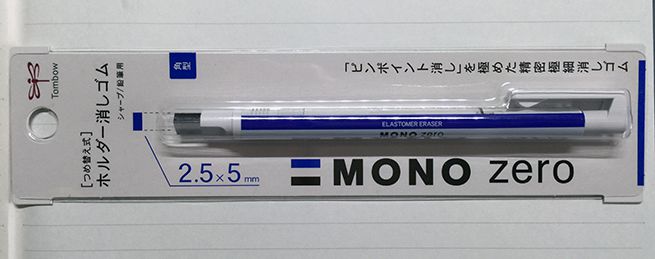 Tombow
[つめ替え式]
ホルダー消しゴム
シャープ/鉛筆用
角型
「ピンポイント消し」を極めた精密極細消しゴム
ELASTOMER ERASER
MONO zero
2.5×5mm
MONO zero